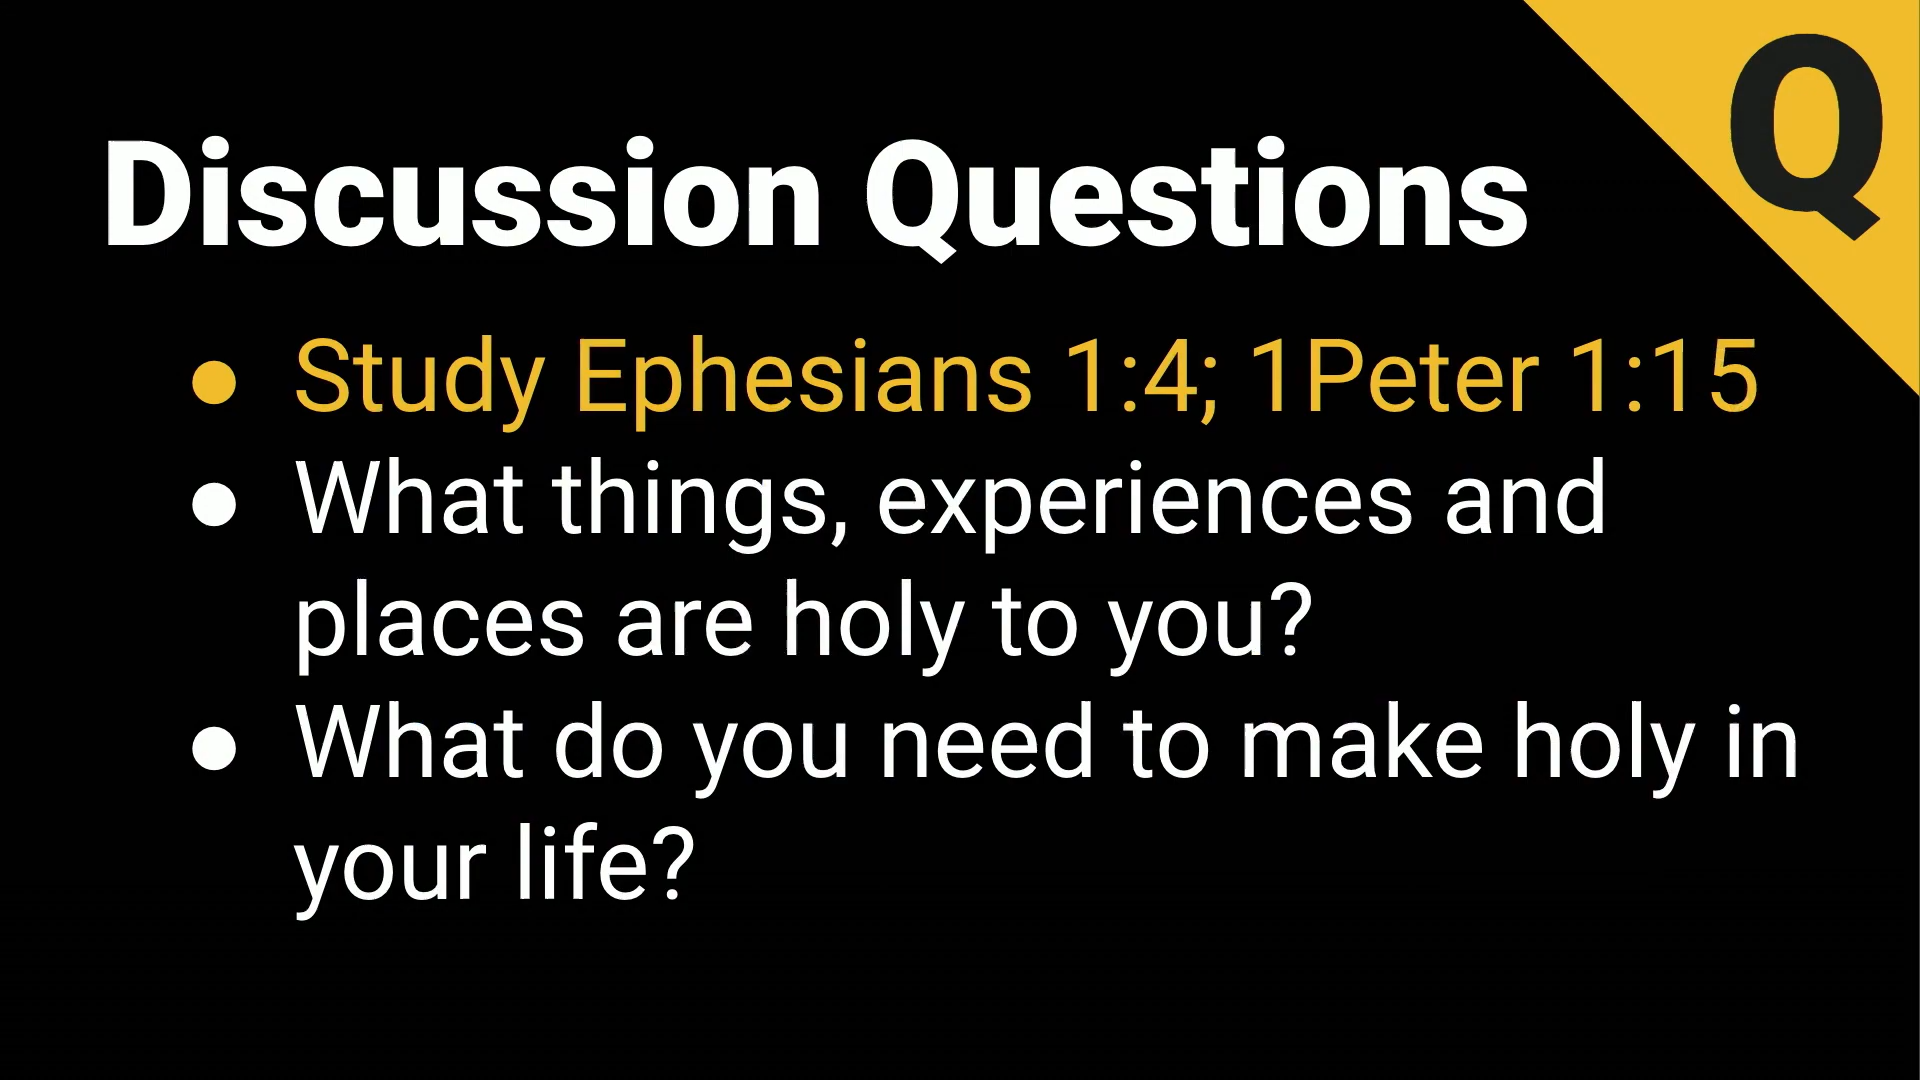 Q
Discussion Questions
● Study Ephesians 1:4; 1Peter 1:15
● What things, experiences and
places are holy to you?
● What do you need to make holy in
your life?